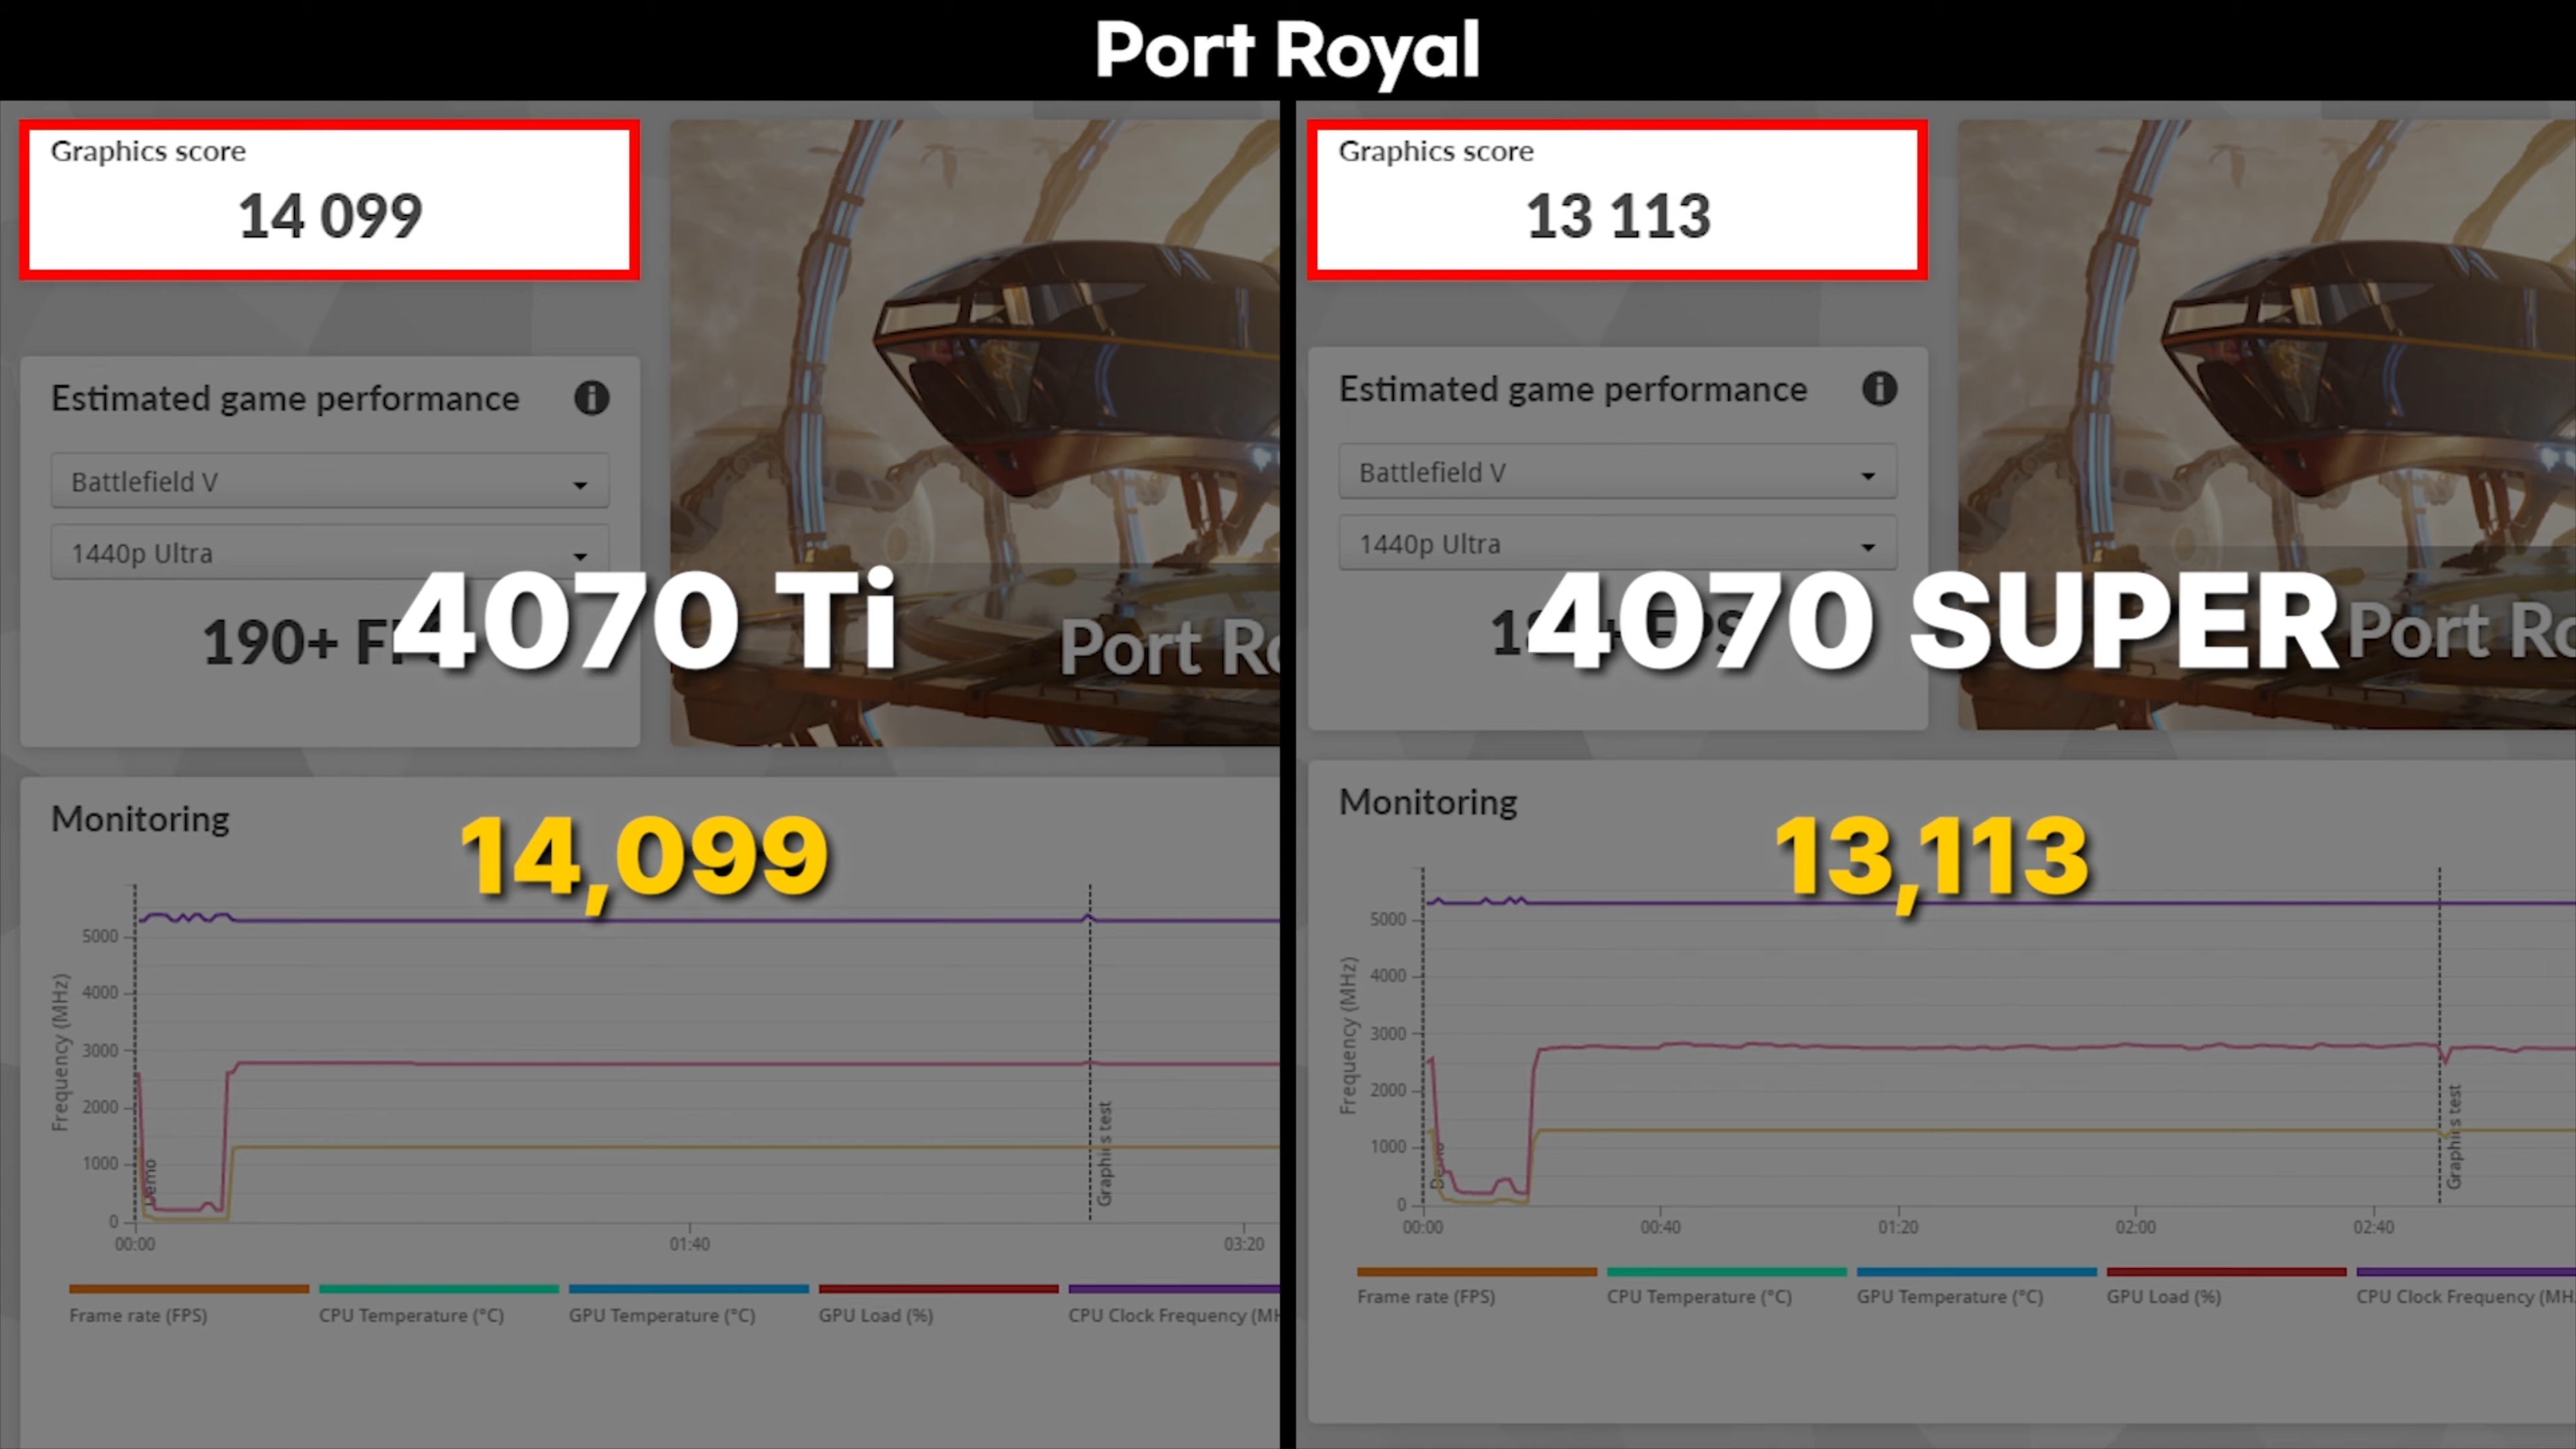 Port Royal
Graphics score
14 099
Estimated game performance
Battlefield V
1440p Ultra
190+
4070 Ti
Port
Monitoring
14,099
Frequency (MHz)
5000
4000
3000
2000
1000
0
Demo
Graphics test
00:00
01:40
03:20
Frame rate (FPS)
CPU Temperature (°C)
GPU Temperature (°C)
GPU Load (%)
CPU Clock Frequency
Graphics score
13 113
Estimated game performance
Battlefield V
1440p Ultra
4070 SUPER
Port
Monitoring
13,113
Frequency (MHz)
5000
4000
3000
2000
1000
0
Demo
Graphics test
00:00
00:40
01:20
02:00
02:40
Frame rate (FPS)
CPU Temperature (°C)
GPU Temperature (°C)
GPU Load (%)
CPU Clock Frequency